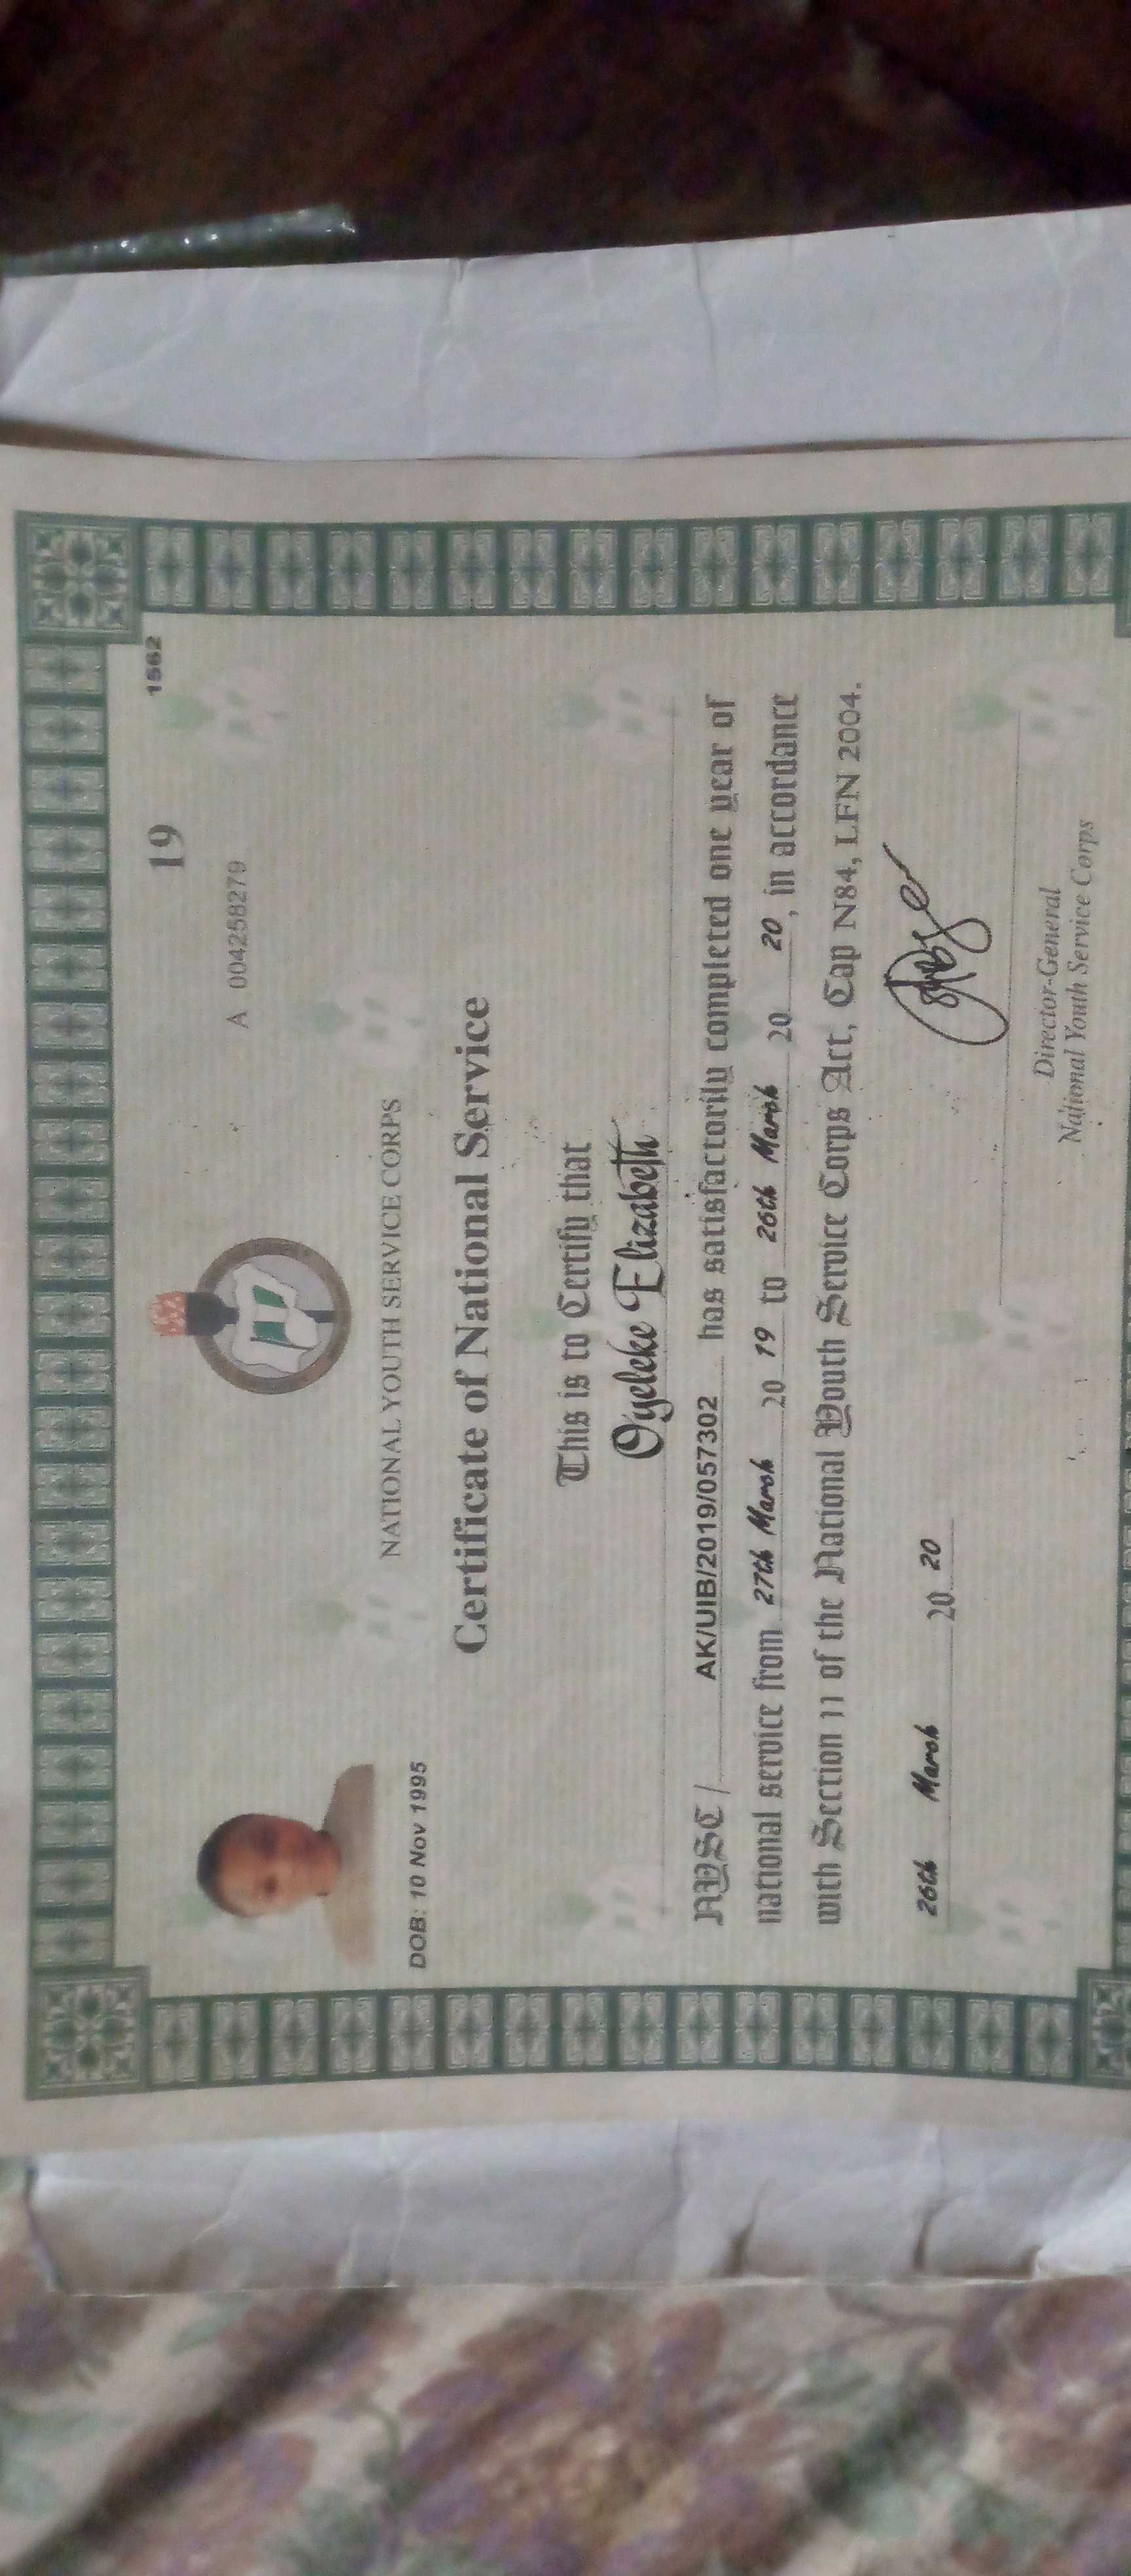 19
1562
A 004258279
NATIONAL YOUTH SERVICE CORPS
DOB: 10 Nov 1995
Certificate of National Service
This is to Certify that
Oyeleke Elizabeth
NYSC / AK/UIB/2019/057302 has satisfactorily completed one year of
national service from 27th March 20 19 to 26th March 20 20, in accordance
with Section 11 of the National Youth Service Corps Act, Cap N84, LFN 2004.
26th March 20 20
Director-General
National Youth Service Corps